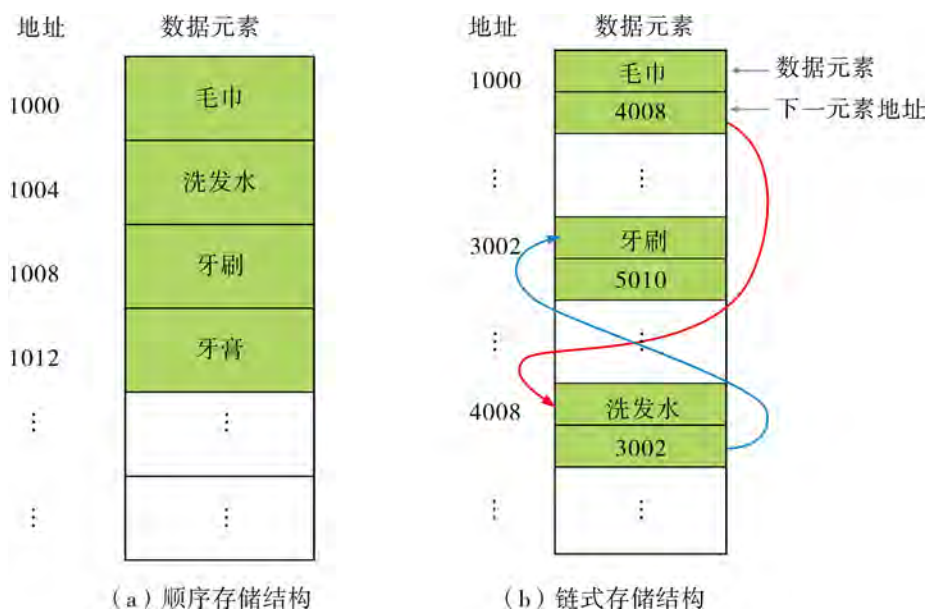 地址 数据元素
1000 毛巾
1004 洗发水
1008 牙刷
1012 牙膏
⋮ ⋮
⋮ ⋮
(a)顺序存储结构
地址 数据元素
1000 毛巾 数据元素
4008 下一元素地址
⋮ ⋮
3002 牙刷
5010
⋮ ⋮
4008 洗发水
3002
⋮ ⋮
(b)链式存储结构